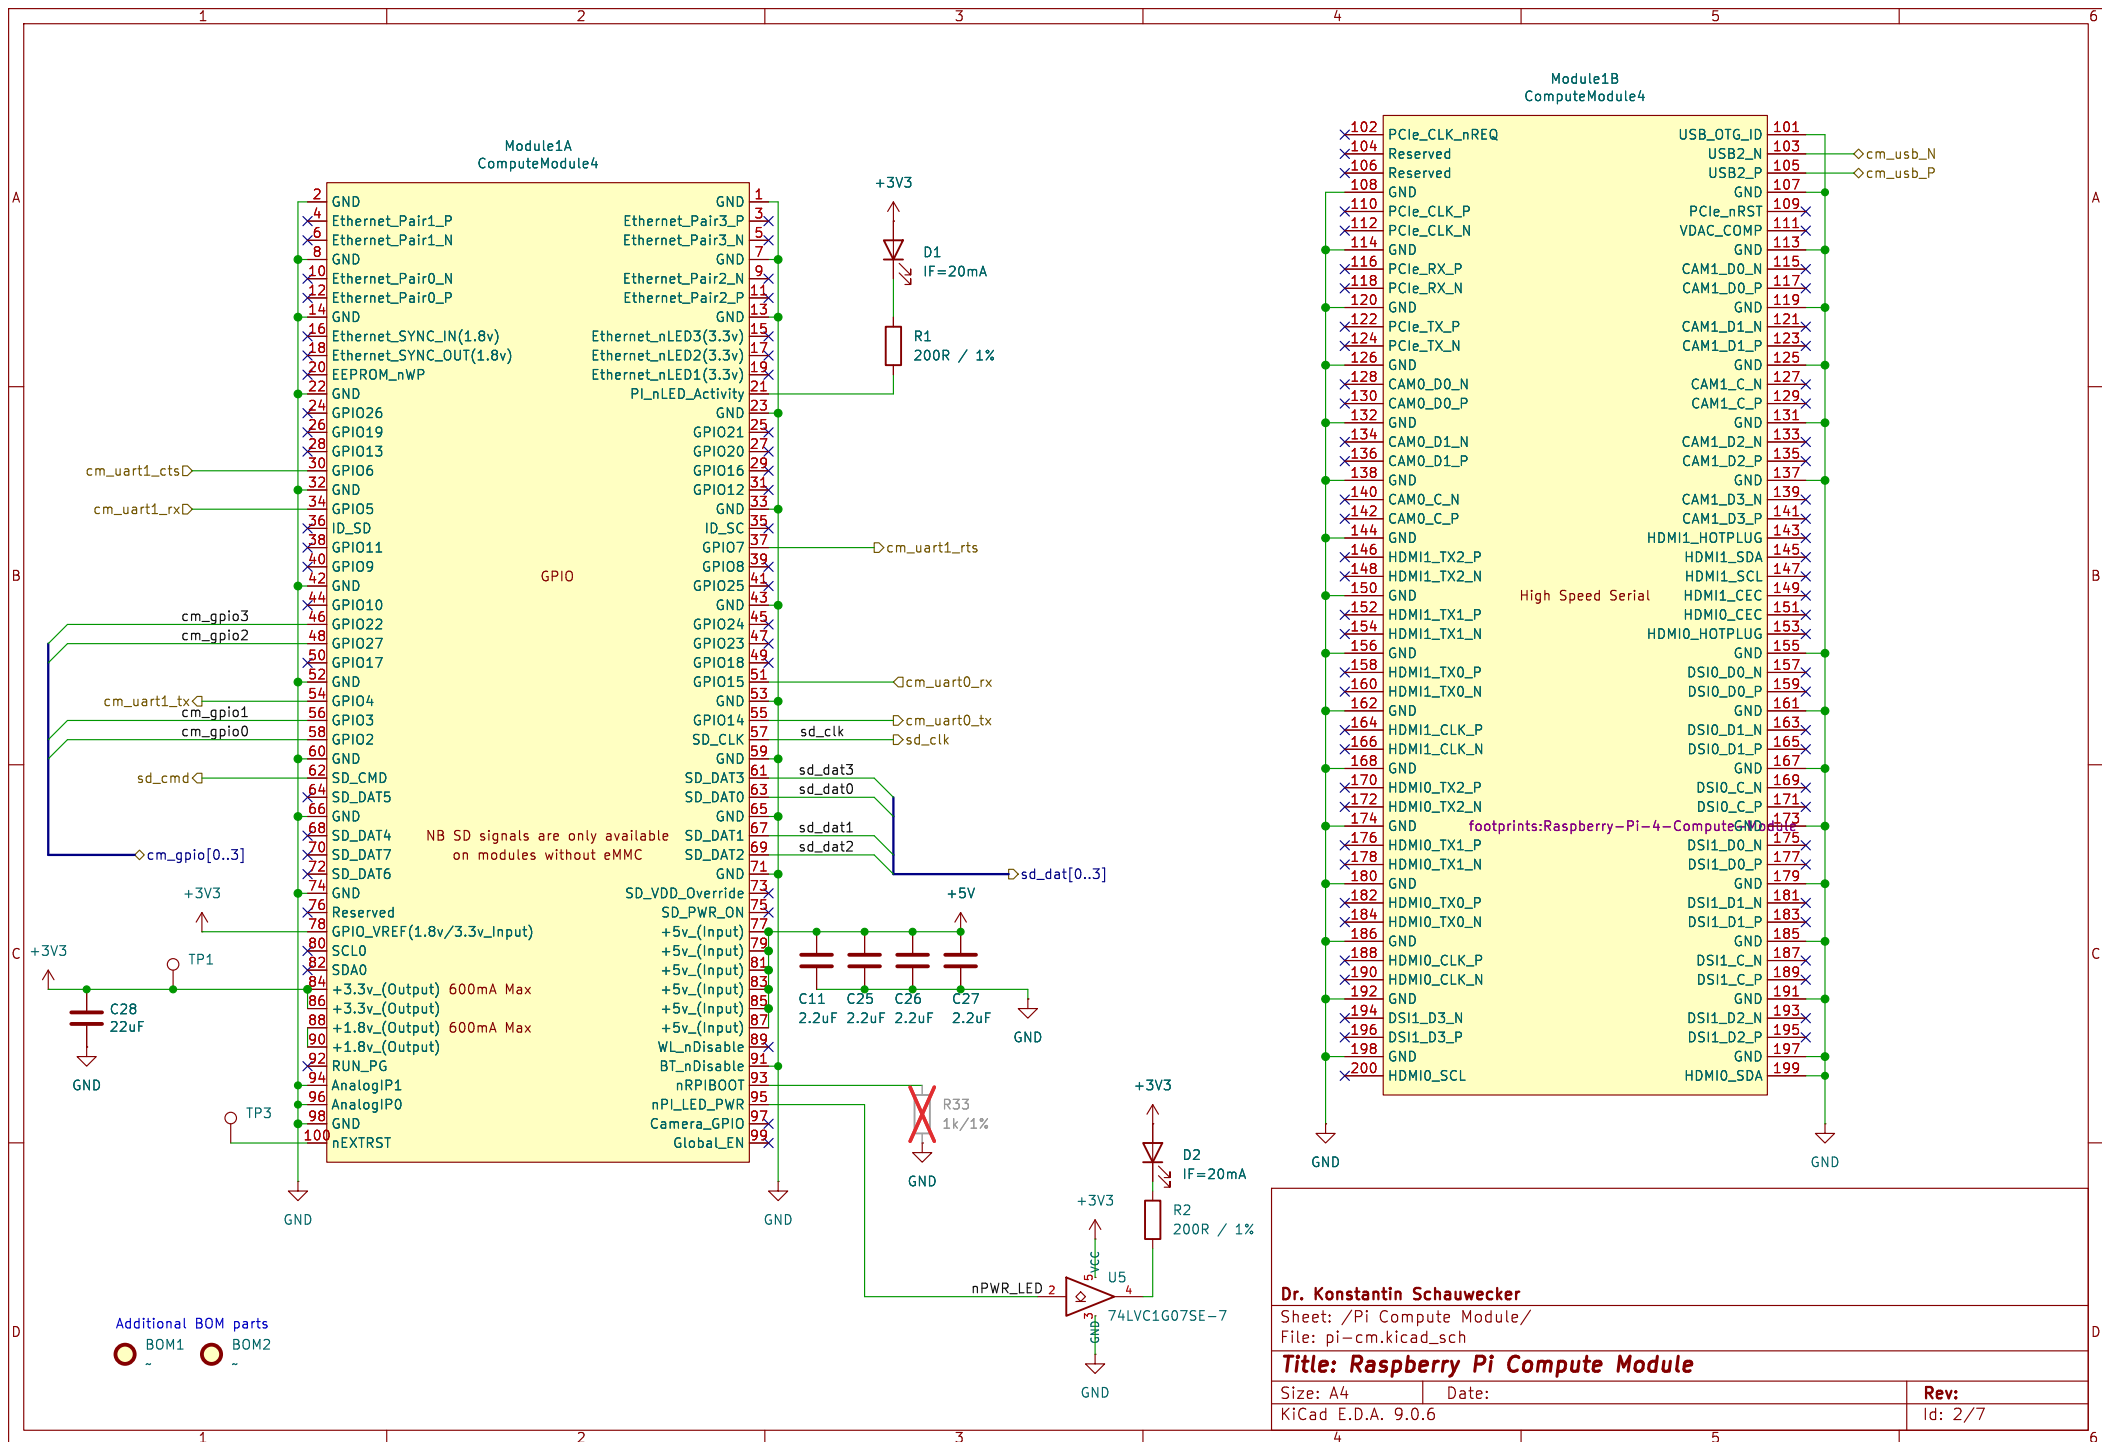 1 2 3 4 5 6
A
B
C
D
A
B
C
D
1 2 3 4 5 6
Module1A
ComputeModule4
GPIO
NB SD signals are only available
on modules without eMMC
2 GND
4 Ethernet_Pair1_P
6 Ethernet_Pair1_N
8 GND
10 Ethernet_Pair0_N
12 Ethernet_Pair0_P
14 GND
16 Ethernet_SYNC_IN(1.8v)
18 Ethernet_SYNC_OUT(1.8v)
20 EEPROM_nWP
22 GND
24 GPIO26
26 GPIO19
28 GPIO13
cm_uart1_cts 30 GPIO6
32 GND
cm_uart1_rx 34 GPIO5
36 ID_SD
38 GPIO11
40 GPIO9
42 GND
44 GPIO10
cm_gpio3 46 GPIO22
cm_gpio2 48 GPIO27
50 GPIO17
52 GND
cm_uart1_tx 54 GPIO4
cm_gpio1 56 GPIO3
cm_gpio0 58 GPIO2
60 GND
sd_cmd 62 SD_CMD
64 SD_DAT5
66 GND
68 SD_DAT4
cm_gpio[0..3] 70 SD_DAT7
72 SD_DAT6
74 GND
76 Reserved
+3V3
78 GPIO_VREF(1.8v/3.3v_Input)
80 SCL0
82 SDA0
84 +3.3v_(Output) 600mA Max
86 +3.3v_(Output)
88 +1.8v_(Output) 600mA Max
90 +1.8v_(Output)
92 RUN_PG
94 AnalogIP1
96 AnalogIP0
98 GND
100 nEXTRST
+3V3
TP1
C28
22uF
GND
TP3
GND
GND 1
Ethernet_Pair3_P 3
Ethernet_Pair3_N 5
GND 7
Ethernet_Pair2_N 9
Ethernet_Pair2_P 11
GND 13
Ethernet_nLED3(3.3v) 15
Ethernet_nLED2(3.3v) 17
Ethernet_nLED1(3.3v) 19
PI_nLED_Activity 21
GND 23
GPIO21 25
GPIO20 27
GPIO16 29
GPIO12 31
GND 33
ID_SC 35
GPIO7 37 cm_uart1_rts
GPIO8 39
GPIO25 41
GND 43
GPIO24 45
GPIO23 47
GPIO18 49
GPIO15 51 cm_uart0_rx
GND 53
GPIO14 55 cm_uart0_tx
SD_CLK 57 sd_clk sd_clk
GND 59
SD_DAT3 61 sd_dat3
SD_DAT0 63 sd_dat0
GND 65
SD_DAT1 67 sd_dat1
SD_DAT2 69 sd_dat2
GND 71 sd_dat[0..3]
SD_VDD_Override 73
SD_PWR_ON 75
+5v_(Input) 77
+5v_(Input) 79
+5v_(Input) 81
+5v_(Input) 83
+5v_(Input) 85
+5v_(Input) 87
WL_nDisable 89
BT_nDisable 91
nRPIBOOT 93
nPI_LED_PWR 95
Camera_GPIO 97
Global_EN 99
GND
+3V3
D1
IF=20mA
R1
200R / 1%
+5V
C11 C25 C26 C27
2.2uF 2.2uF 2.2uF 2.2uF
GND
R33
1k/1%
GND
+3V3
D2
IF=20mA
R2
200R / 1%
+3V3
VCC
5
nPWR_LED 2 4
U5
74LVC1G07SE-7
3
GND
GND
Module1B
ComputeModule4
High Speed Serial
footprints:Raspberry-Pi-4-Compute-Module
102 PCIe_CLK_nREQ
104 Reserved
106 Reserved
108 GND
110 PCIe_CLK_P
112 PCIe_CLK_N
114 GND
116 PCIe_RX_P
118 PCIe_RX_N
120 GND
122 PCIe_TX_P
124 PCIe_TX_N
126 GND
128 CAM0_D0_N
130 CAM0_D0_P
132 GND
134 CAM0_D1_N
136 CAM0_D1_P
138 GND
140 CAM0_C_N
142 CAM0_C_P
144 GND
146 HDMI1_TX2_P
148 HDMI1_TX2_N
150 GND
152 HDMI1_TX1_P
154 HDMI1_TX1_N
156 GND
158 HDMI1_TX0_P
160 HDMI1_TX0_N
162 GND
164 HDMI1_CLK_P
166 HDMI1_CLK_N
168 GND
170 HDMI0_TX2_P
172 HDMI0_TX2_N
174 GND
176 HDMI0_TX1_P
178 HDMI0_TX1_N
180 GND
182 HDMI0_TX0_P
184 HDMI0_TX0_N
186 GND
188 HDMI0_CLK_P
190 HDMI0_CLK_N
192 GND
194 DSI1_D3_N
196 DSI1_D3_P
198 GND
200 HDMI0_SCL
GND
USB_OTG_ID 101
USB2_N 103 cm_usb_N
USB2_P 105 cm_usb_P
GND 107
PCIe_nRST 109
VDAC_COMP 111
GND 113
CAM1_D0_N 115
CAM1_D0_P 117
GND 119
CAM1_D1_N 121
CAM1_D1_P 123
GND 125
CAM1_C_N 127
CAM1_C_P 129
GND 131
CAM1_D2_N 133
CAM1_D2_P 135
GND 137
CAM1_D3_N 139
CAM1_D3_P 141
HDMI1_HOTPLUG 143
HDMI1_SDA 145
HDMI1_SCL 147
HDMI1_CEC 149
HDMI0_CEC 151
HDMI0_HOTPLUG 153
GND 155
DSI0_D0_N 157
DSI0_D0_P 159
GND 161
DSI0_D1_N 163
DSI0_D1_P 165
GND 167
DSI0_C_N 169
DSI0_C_P 171
GND 173
DSI1_D0_N 175
DSI1_D0_P 177
GND 179
DSI1_D1_N 181
DSI1_D1_P 183
GND 185
DSI1_C_N 187
DSI1_C_P 189
GND 191
DSI1_D2_N 193
DSI1_D2_P 195
GND 197
HDMI0_SDA 199
GND
Additional BOM parts
BOM1 BOM2
~ ~
Dr. Konstantin Schauwecker
Sheet: /Pi Compute Module/
File: pi-cm.kicad_sch
Title: Raspberry Pi Compute Module
Size: A4 Date: Rev:
KiCad E.D.A. 9.0.6 Id: 2/7